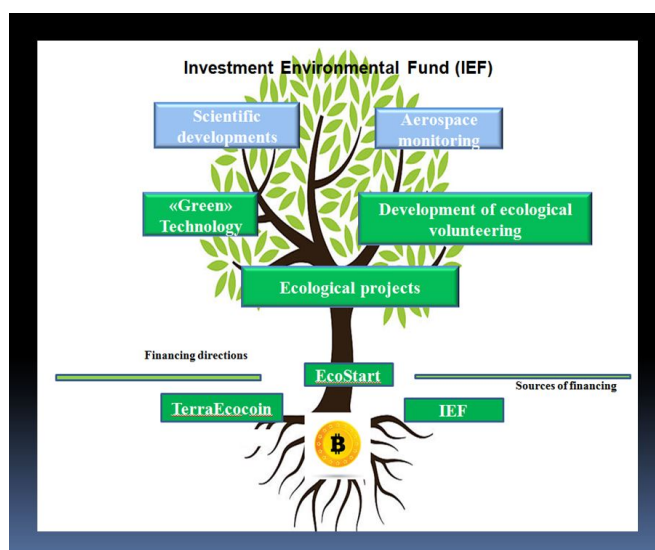 Investment Environmental Fund (IEF)
Scientific
developments
Aerospace
monitoring
«Green»
Technology
Development of ecological
volunteering
Ecological projects
Financing directions
EcoStart
Sources of financing
TerraEcocoin
IEF
₿